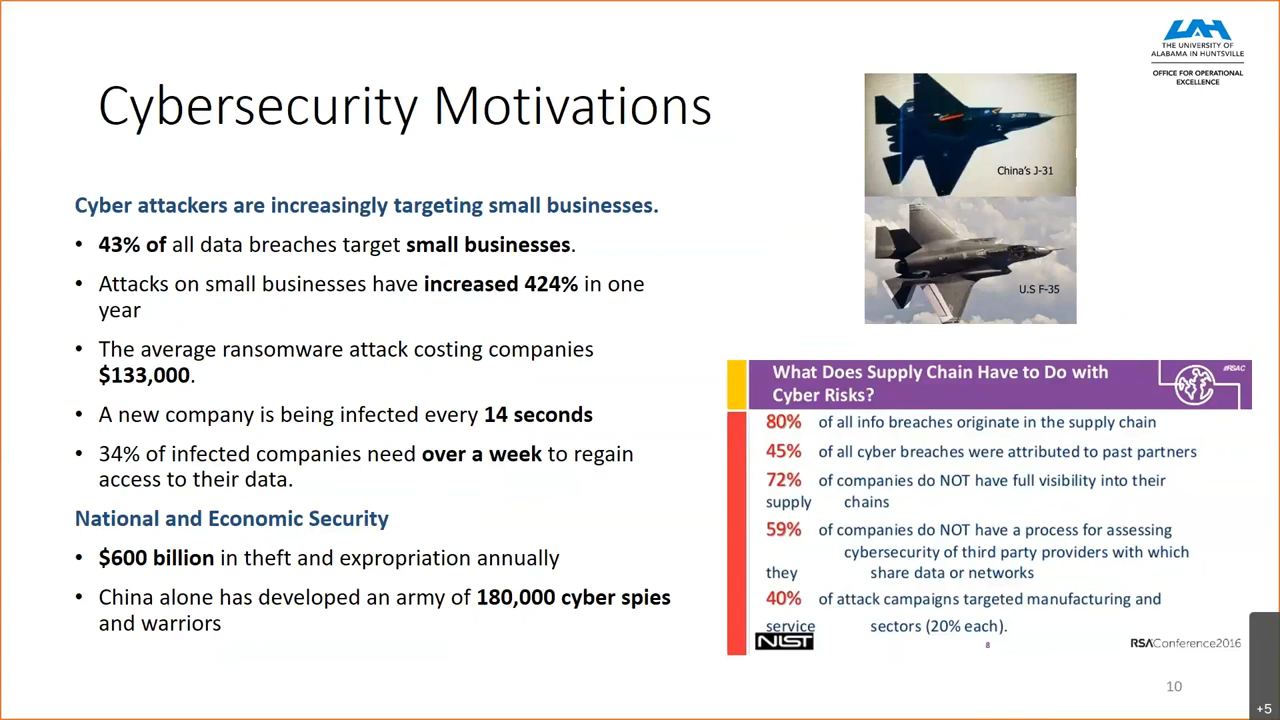 THE UNIVERSITY OF
ALABAMA IN HUNTSVILLE
OFFICE FOR OPERATIONAL
EXCELLENCE
Cybersecurity Motivations
China's J-31
U.S F-35
Cyber attackers are increasingly targeting small businesses.
• 43% of all data breaches target small businesses.
• Attacks on small businesses have increased 424% in one
year
• The average ransomware attack costing companies
$133,000.
• A new company is being infected every 14 seconds
• 34% of infected companies need over a week to regain
access to their data.
National and Economic Security
• $600 billion in theft and expropriation annually
• China alone has developed an army of 180,000 cyber spies
and warriors
What Does Supply Chain Have to Do with
Cyber Risks?
#RSAC
80% of all info breaches originate in the supply chain
45% of all cyber breaches were attributed to past partners
72% of companies do NOT have full visibility into their
supply chains
59% of companies do NOT have a process for assessing
cybersecurity of third party providers with which
they share data or networks
40% of attack campaigns targeted manufacturing and
service sectors (20% each).
NIST
8
RSAConference2016
10
+5